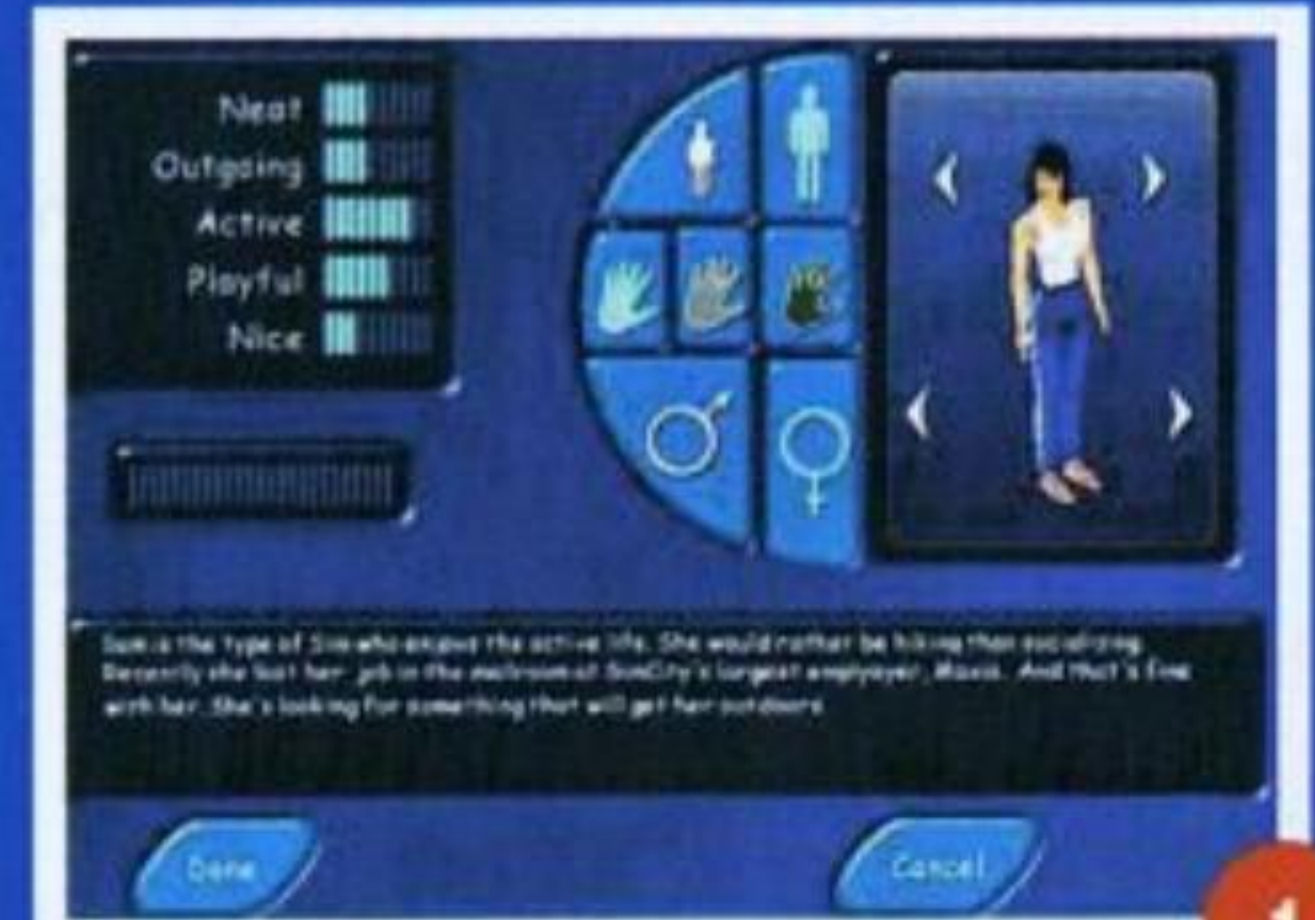 Neat
Outgoing
Active
Playful
Nice
Sam is the type of Sim who enjoys the active life. She would rather be hiking than socializing.
Recently she lost her job in the mailroom at SimCity's largest employer, Maxis. And that's fine
with her. She's looking for something that will get her outdoors
Done
Cancel